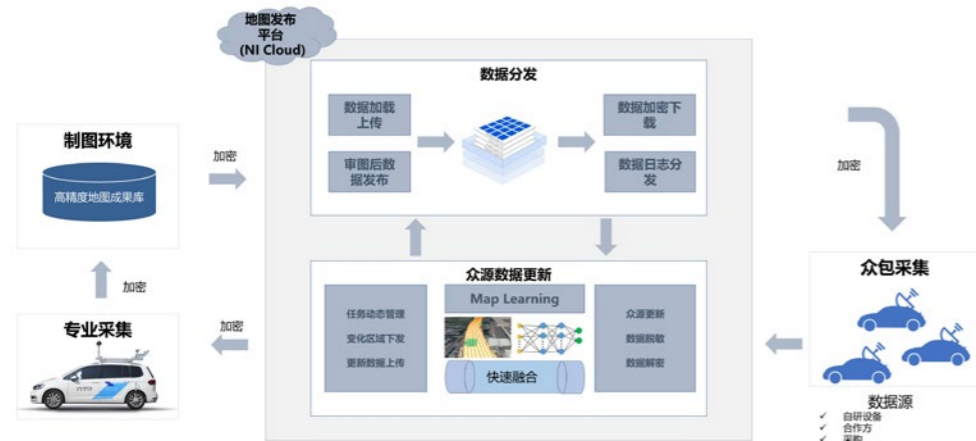 地图发布
平台
(NI Cloud)
数据分发
数据加载
上传
审图后数
据发布
数据加密下
载
数据日志分
发
制图环境
高精度地图成果库
加密
加密
加密
专业采集
加密
众源数据更新
任务动态管理
变化区域下发
更新数据上传
Map Learning
快速融合
众源更新
数据脱敏
数据解密
众包采集
数据源
✓ 自研设备
✓ 合作方
✓ 采购